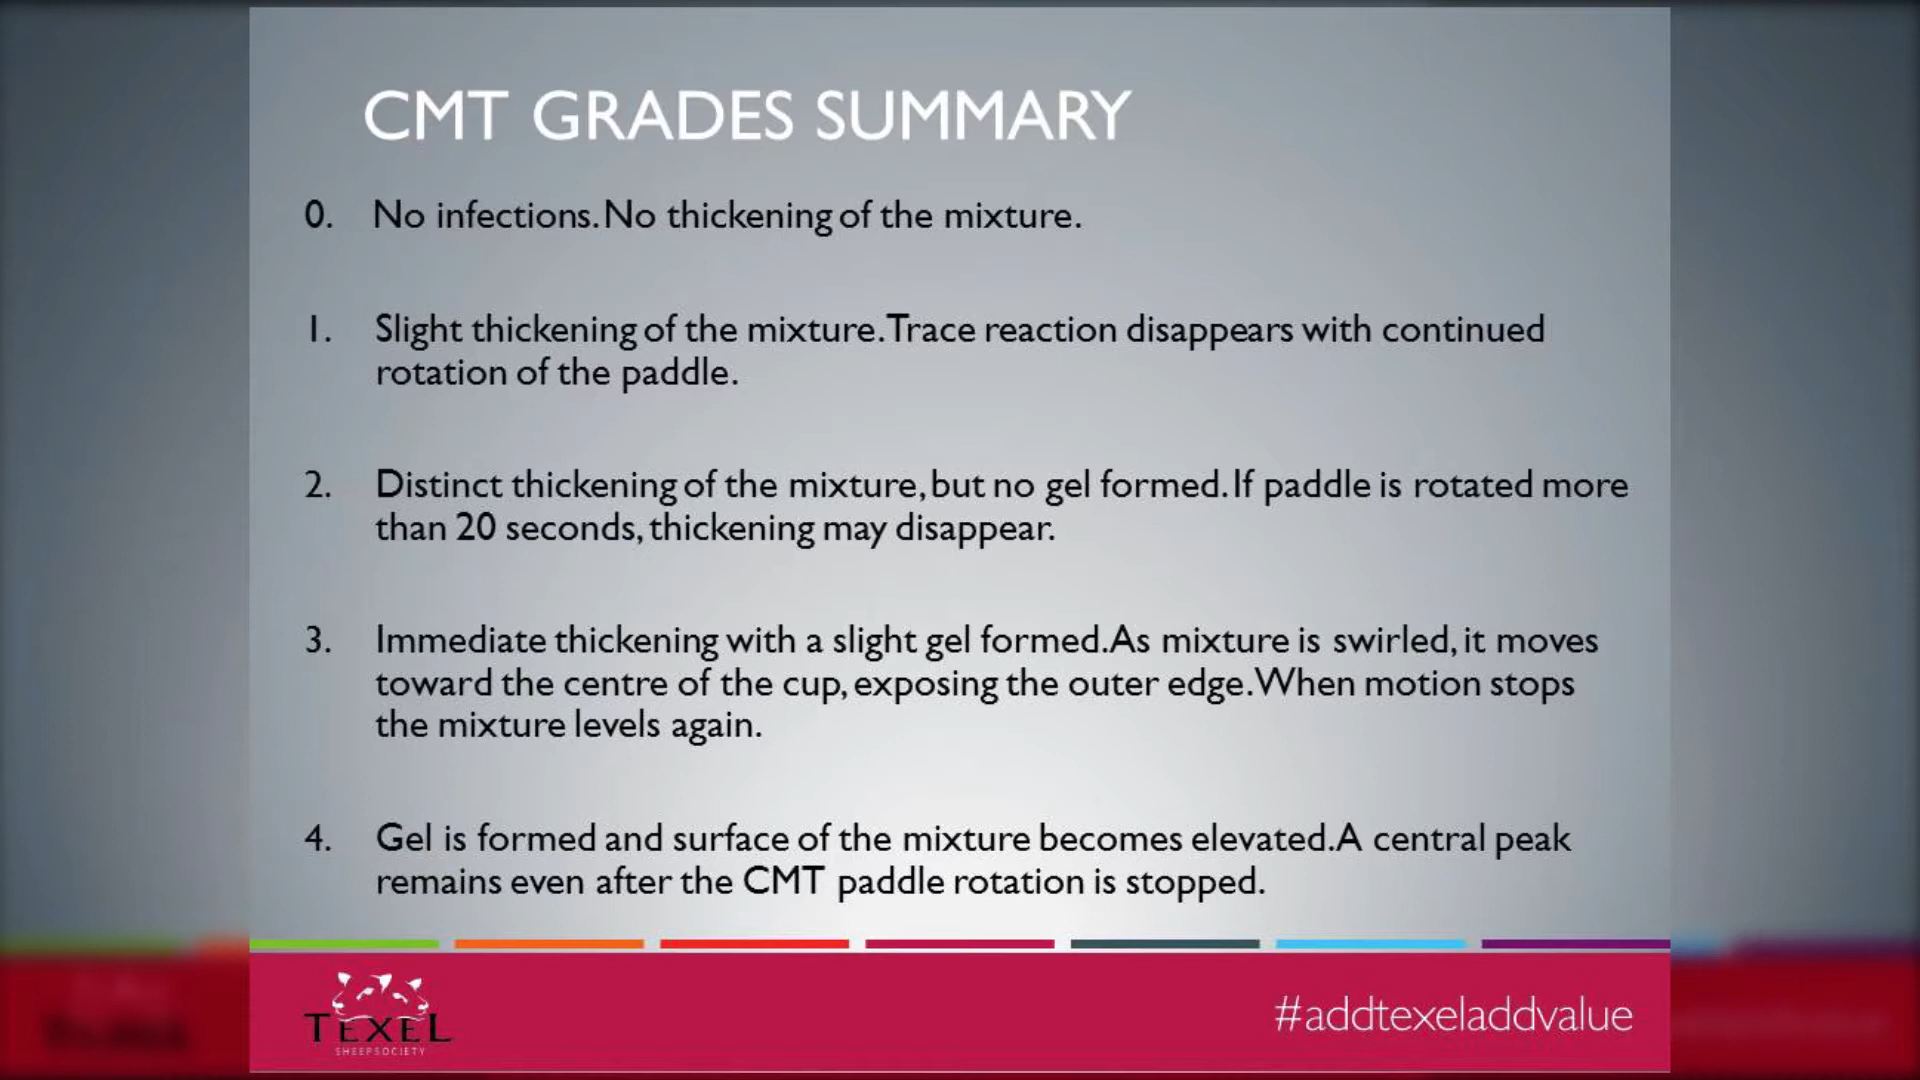 CMT GRADES SUMMARY
0. No infections. No thickening of the mixture.
1. Slight thickening of the mixture. Trace reaction disappears with continued
rotation of the paddle.
2. Distinct thickening of the mixture, but no gel formed. If paddle is rotated more
than 20 seconds, thickening may disappear.
3. Immediate thickening with a slight gel formed. As mixture is swirled, it moves
toward the centre of the cup, exposing the outer edge. When motion stops
the mixture levels again.
4. Gel is formed and surface of the mixture becomes elevated. A central peak
remains even after the CMT paddle rotation is stopped.
TEXEL
SHEEP SOCIETY
#addtexeladdvalue